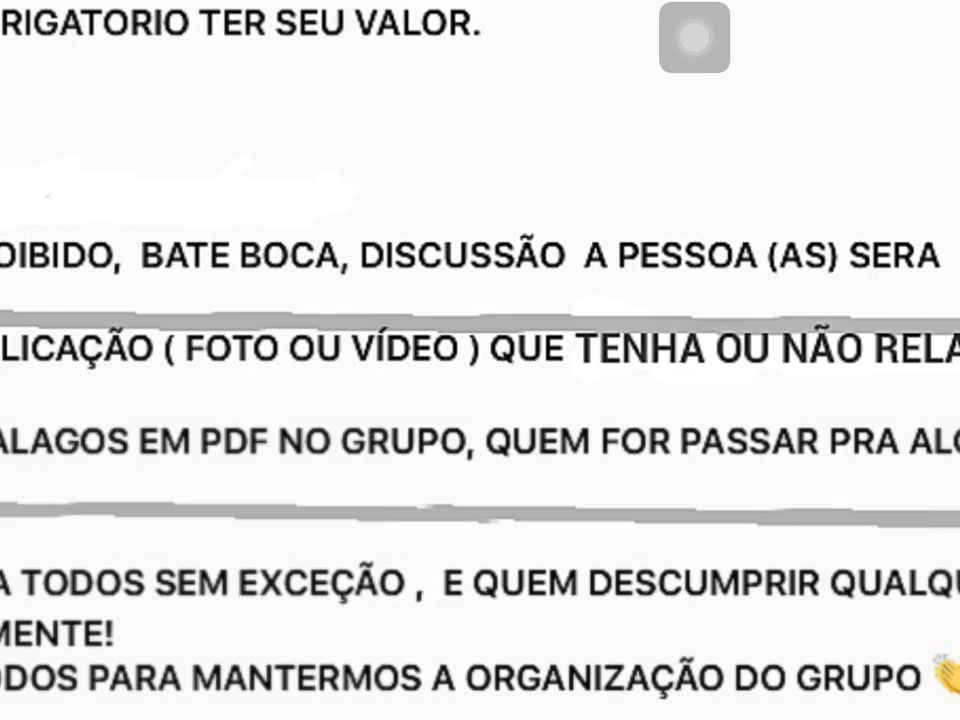 RIGATORIO TER SEU VALOR.
OIBIDO, BATE BOCA, DISCUSSÃO A PESSOA (AS) SERA
LICAÇÃO ( FOTO OU VÍDEO ) QUE TENHA OU NÃO RELA
ALAGOS EM PDF NO GRUPO, QUEM FOR PASSAR PRA ALG
A TODOS SEM EXCEÇÃO , E QUEM DESCUMPRIR QUALQU
MENTE!
ODOS PARA MANTERMOS A ORGANIZAÇÃO DO GRUPO 👏